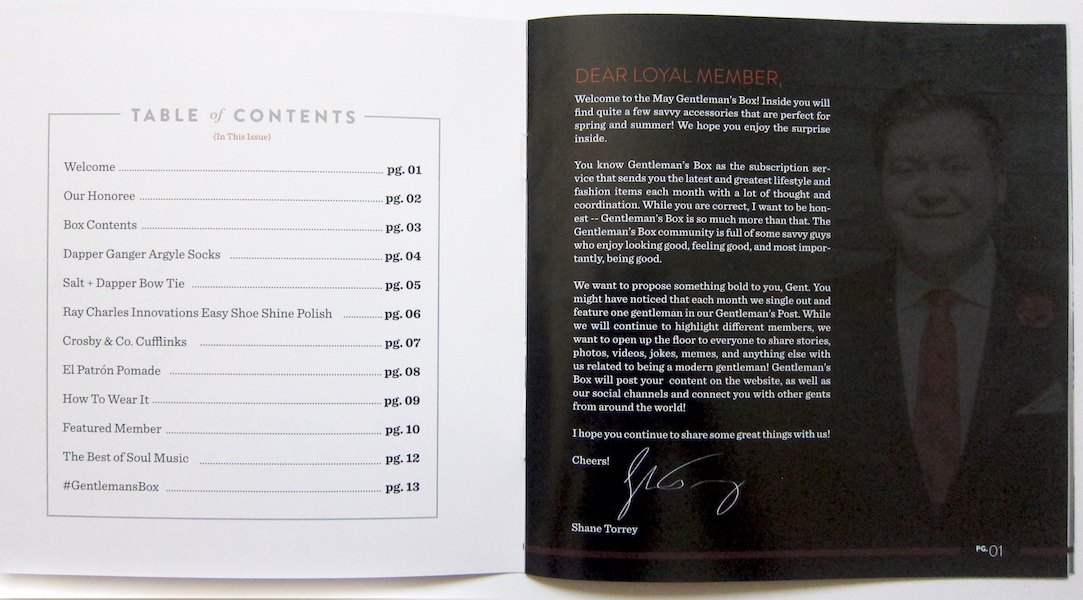 TABLE of CONTENTS
{In This Issue}
Welcome pg. 01
Our Honoree pg. 02
Box Contents pg. 03
Dapper Ganger Argyle Socks pg. 04
Salt + Dapper Bow Tie pg. 05
Ray Charles Innovations Easy Shoe Shine Polish pg. 06
Crosby & Co. Cufflinks pg. 07
El Patrón Pomade pg. 08
How To Wear It pg. 09
Featured Member pg. 10
The Best of Soul Music pg. 12
#GentlemansBox pg. 13
DEAR LOYAL MEMBER,
Welcome to the May Gentleman's Box! Inside you will
find quite a few savvy accessories that are perfect for
spring and summer! We hope you enjoy the surprise
inside.
You know Gentleman's Box as the subscription ser-
vice that sends you the latest and greatest lifestyle and
fashion items each month with a lot of thought and
coordination. While you are correct, I want to be hon-
est -- Gentleman's Box is so much more than that. The
Gentleman's Box community is full of some savvy guys
who enjoy looking good, feeling good, and most impor-
tantly, being good.
We want to propose something bold to you, Gent. You
might have noticed that each month we single out and
feature one gentleman in our Gentleman's Post. While
we will continue to highlight different members, we
want to open up the floor to everyone to share stories,
photos, videos, jokes, memes, and anything else with
us related to being a modern gentleman! Gentleman's
Box will post your content on the website, as well as
our social channels and connect you with other gents
from around the world!
I hope you continue to share some great things with us!
Cheers!
Shane Torrey
PG. 01